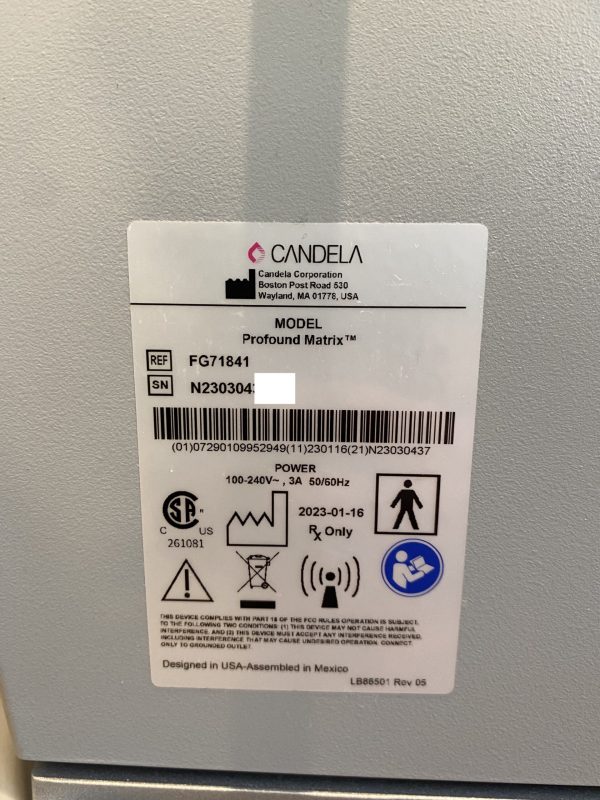 CANDELA
Candela Corporation
Boston Post Road 530
Wayland, MA 01778, USA
MODEL
Profound Matrix™
REF FG71841
SN N230304
(01)07290109952949(11)230116(21)N23030437
POWER
100-240V~ , 3A 50/60Hz
SA
C US
261081
2023-01-16
Rx Only
THIS DEVICE COMPLIES WITH PART 18 OF THE FCC RULES OPERATION IS SUBJECT
TO THE FOLLOWING TWO CONDITIONS: (1) THIS DEVICE MAY NOT CAUSE HARMFUL
INTERFERENCE, AND (2) THIS DEVICE MUST ACCEPT ANY INTERFERENCE RECEIVED,
INCLUDING INTERFERENCE THAT MAY CAUSE UNDESIRED OPERATION. CONNECT
ONLY TO GROUNDED OUTLET
Designed in USA-Assembled in Mexico
LB86501 Rev 05